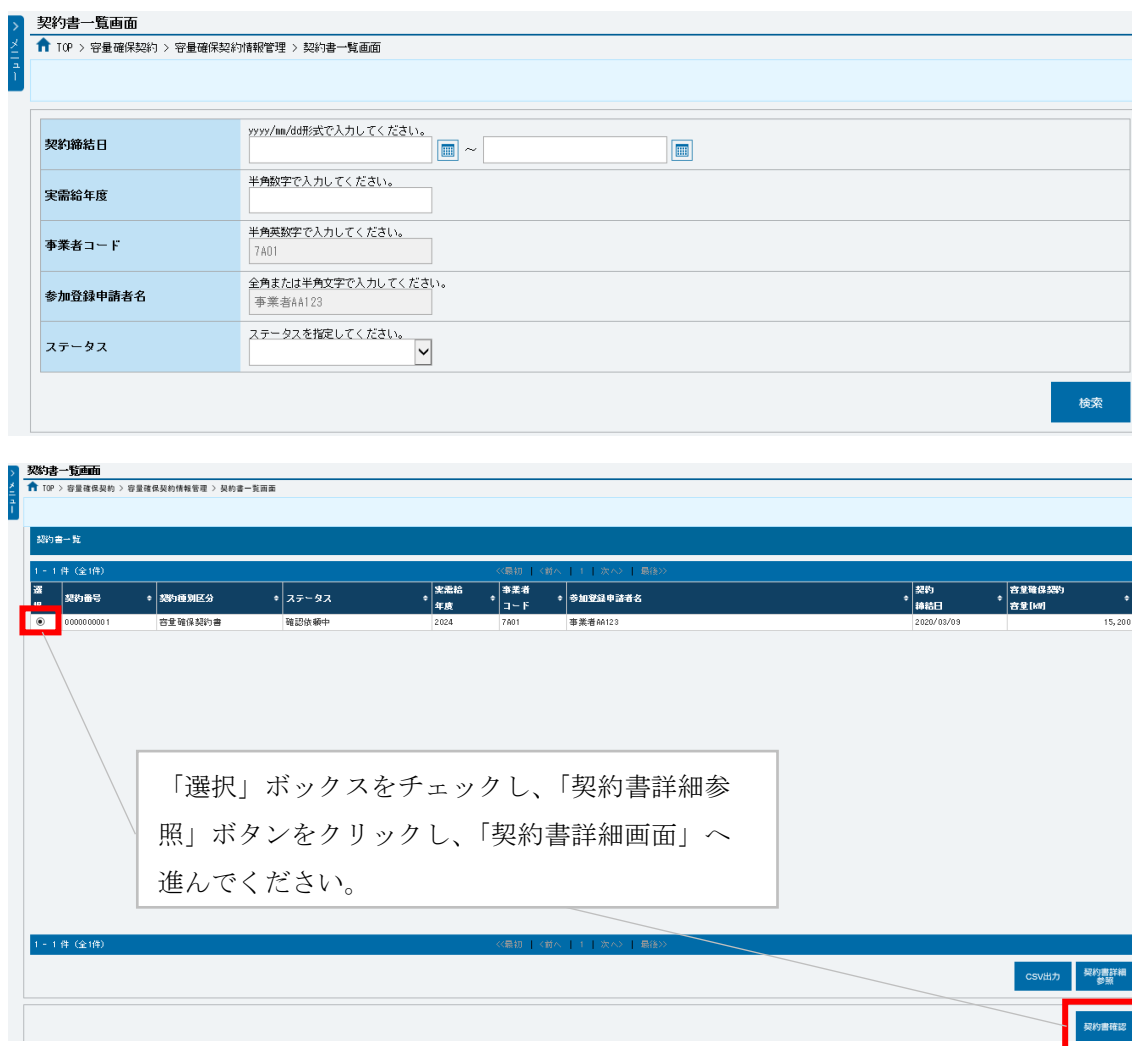 契約書一覧画面
> メニュー
TOP > 容量確保契約 > 容量確保契約情報管理 > 契約書一覧画面
契約締結日
yyyy/mm/dd形式で入力してください。
～
実需給年度
半角数字で入力してください。
事業者コード
半角英数字で入力してください。
7A01
参加登録申請者名
全角または半角文字で入力してください。
事業者AA123
ステータス
ステータスを指定してください。
検索
契約書一覧画面
> メニュー
TOP > 容量確保契約 > 容量確保契約情報管理 > 契約書一覧画面
契約書一覧
1 - 1 件 (全1件) <<最初 | <前へ | 1 | 次へ> | 最後>>
選択 契約番号 契約種別区分 ステータス 実需給年度 事業者コード 参加登録申請者名 契約締結日 容量確保契約容量[kW]
0000000001 容量確保契約書 確認依頼中 2024 7A01 事業者AA123 2020/03/09 15,200
「選択」ボックスをチェックし、「契約書詳細参
照」ボタンをクリックし、「契約書詳細画面」へ
進んでください。
1 - 1 件 (全1件) <<最初 | <前へ | 1 | 次へ> | 最後>>
CSV出力 契約書詳細参照
契約書確認